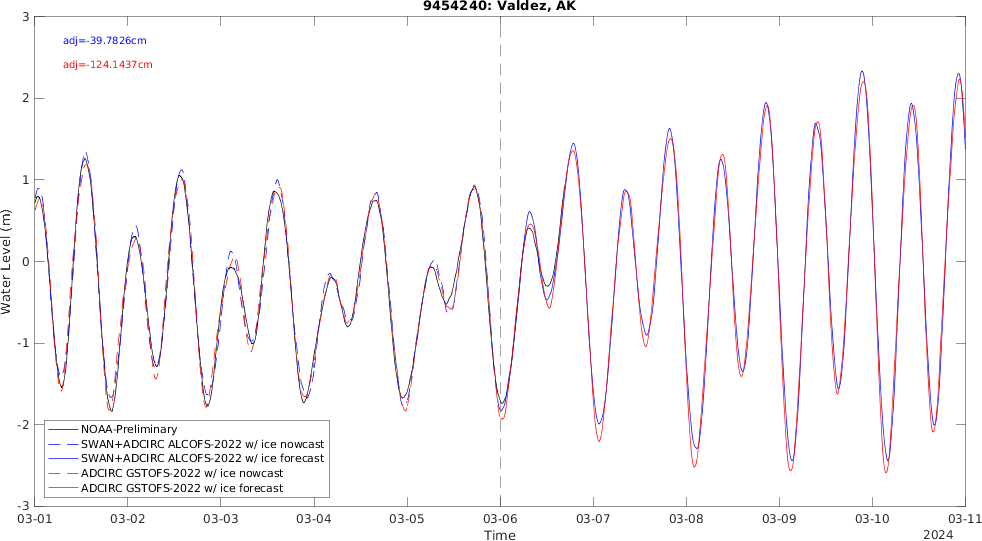 9454240: Valdez, AK
adj=-39.7826cm
adj=-124.1437cm
3
2
1
0
-1
-2
-3
Water Level (m)
NOAA-Preliminary
SWAN+ADCIRC ALCOFS-2022 w/ ice nowcast
SWAN+ADCIRC ALCOFS-2022 w/ ice forecast
ADCIRC GSTOFS-2022 w/ ice nowcast
ADCIRC GSTOFS-2022 w/ ice forecast
03-01 03-02 03-03 03-04 03-05 03-06 03-07 03-08 03-09 03-10 03-11
Time
2024